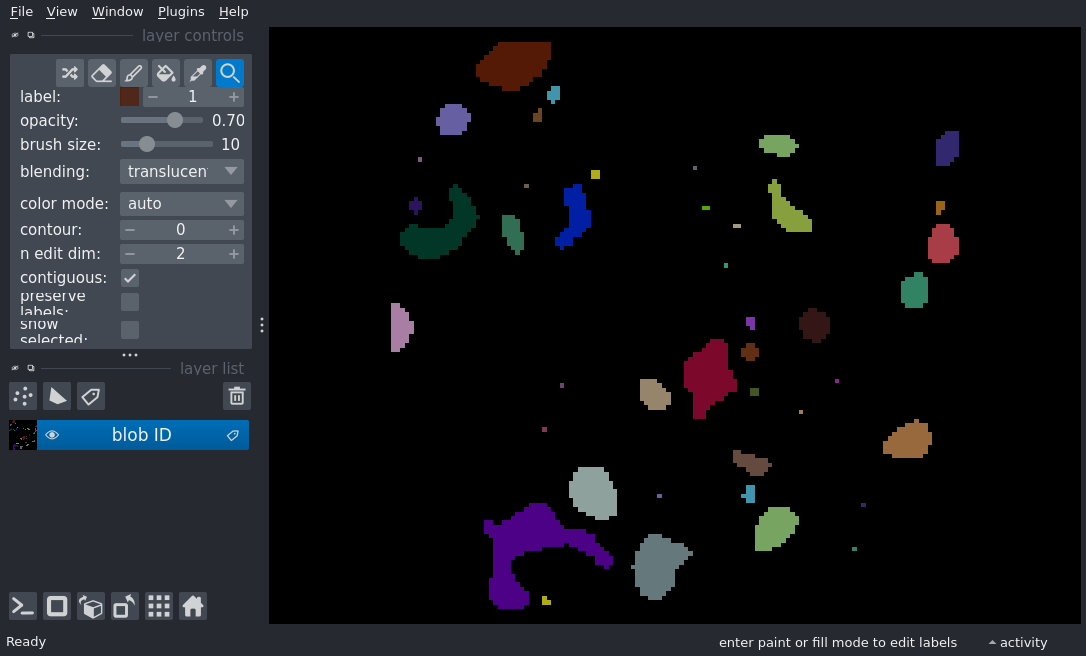 File View Window Plugins Help
layer controls
label: 1
opacity: 0.70
brush size: 10
blending: translucen
color mode: auto
contour: 0
n edit dim: 2
contiguous:
preserve
labels:
show
selected:
layer list
blob ID
Ready
enter paint or fill mode to edit labels
activity